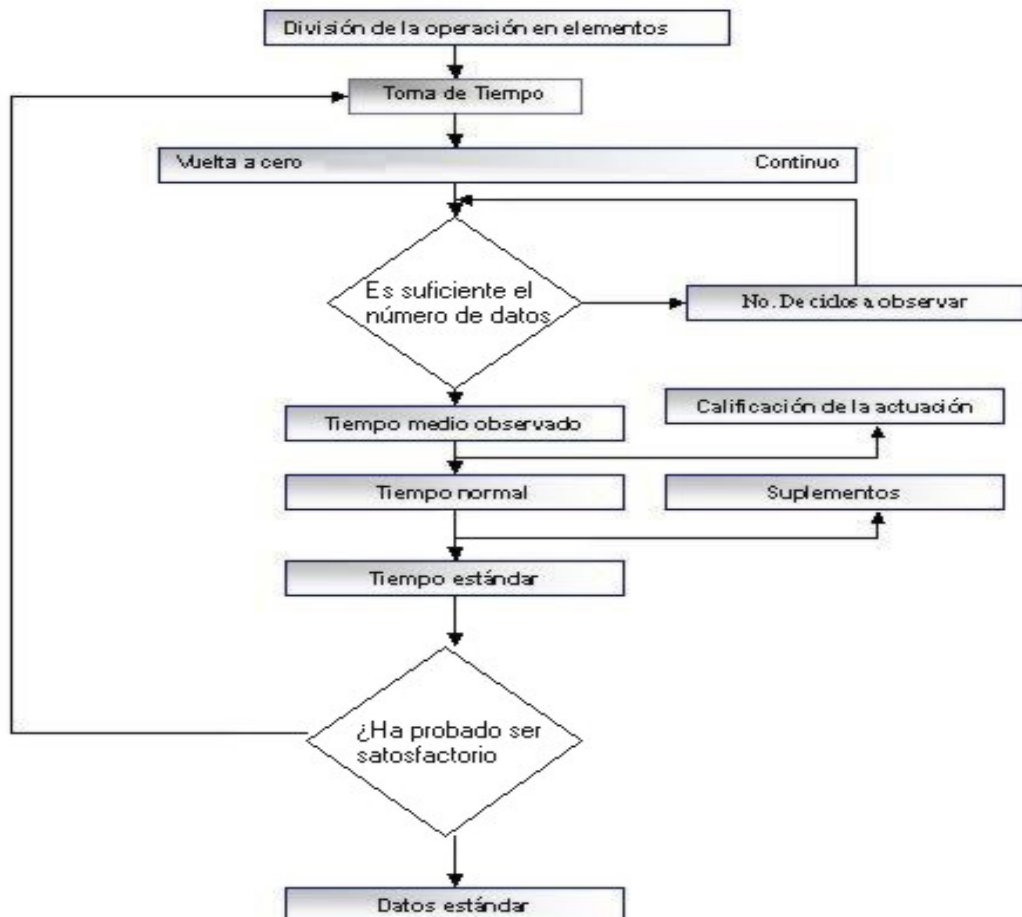 División de la operación en elementos
Toma de Tiempo
Vuelta a cero
Continuo
Es suficiente el
número de datos
No. De ciclos a observar
Tiempo medio observado
Calificación de la actuación
Tiempo normal
Suplementos
Tiempo estándar
¿Ha probado ser
satosfactorio
Datos estándar